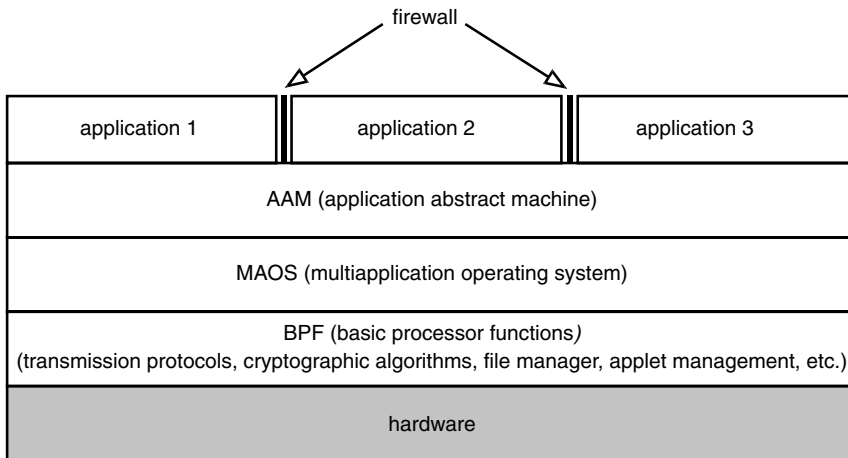 firewall
application 1
application 2
application 3
AAM (application abstract machine)
MAOS (multiapplication operating system)
BPF (basic processor functions)
(transmission protocols, cryptographic algorithms, file manager, applet management, etc.)
hardware